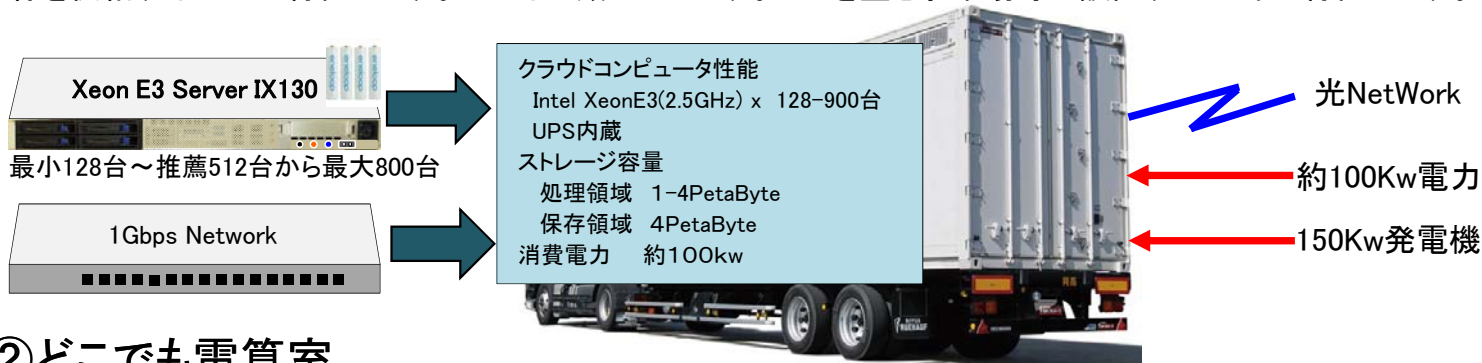 Xeon E3 Server IX130
最小128台～推薦512台から最大800台
1Gbps Network
クラウドコンピュータ性能
Intel XeonE3(2.5GHz) x 128-900台
UPS内蔵
ストレージ容量
処理領域 1-4PetaByte
保存領域 4PetaByte
消費電力 約100kw
光NetWork
約100Kw電力
150Kw発電機
②どこでも電算室